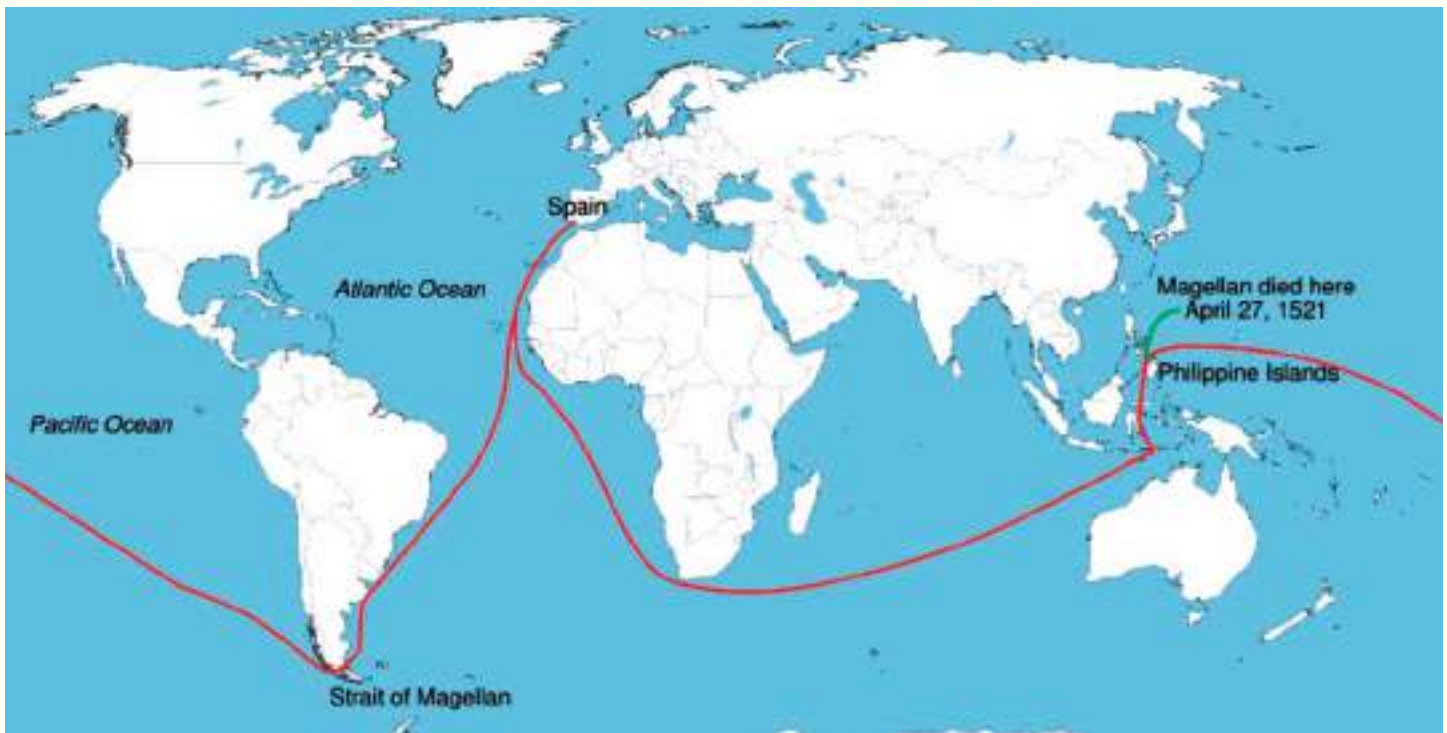 Spain
Atlantic Ocean
Magellan died here
April 27, 1521
Philippine Islands
Pacific Ocean
Strait of Magellan